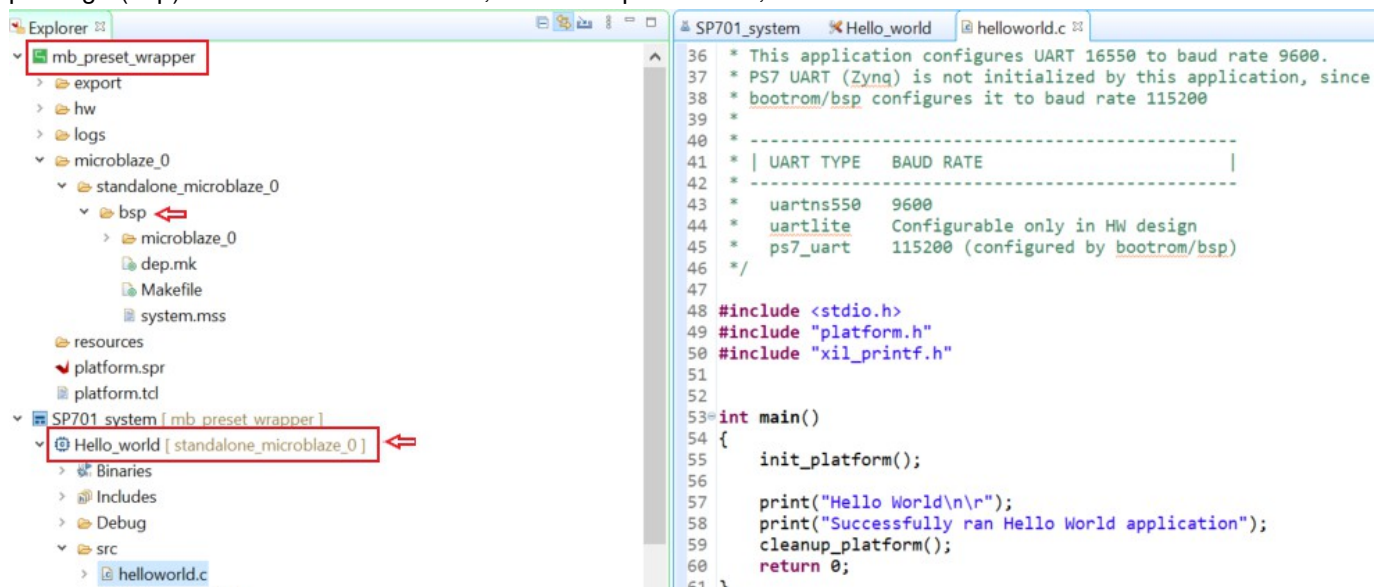 Explorer
mb_preset_wrapper
export
hw
logs
microblaze_0
standalone_microblaze_0
bsp
microblaze_0
dep.mk
Makefile
system.mss
resources
platform.spr
platform.tcl
SP701_system [ mb_preset_wrapper ]
Hello_world [ standalone_microblaze_0 ]
Binaries
Includes
Debug
src
helloworld.c
SP701_system Hello_world helloworld.c
36 * This application configures UART 16550 to baud rate 9600.
37 * PS7 UART (Zynq) is not initialized by this application, since
38 * bootrom/bsp configures it to baud rate 115200
39 *
40 * ------------------------------------------------
41 * | UART TYPE BAUD RATE |
42 * ------------------------------------------------
43 * uartns550 9600
44 * uartlite Configurable only in HW design
45 * ps7_uart 115200 (configured by bootrom/bsp)
46 */
47
48 #include <stdio.h>
49 #include "platform.h"
50 #include "xil_printf.h"
51
52
53 int main()
54 {
55 init_platform();
56
57 print("Hello World\n\r");
58 print("Successfully ran Hello World application");
59 cleanup_platform();
60 return 0;
61 }